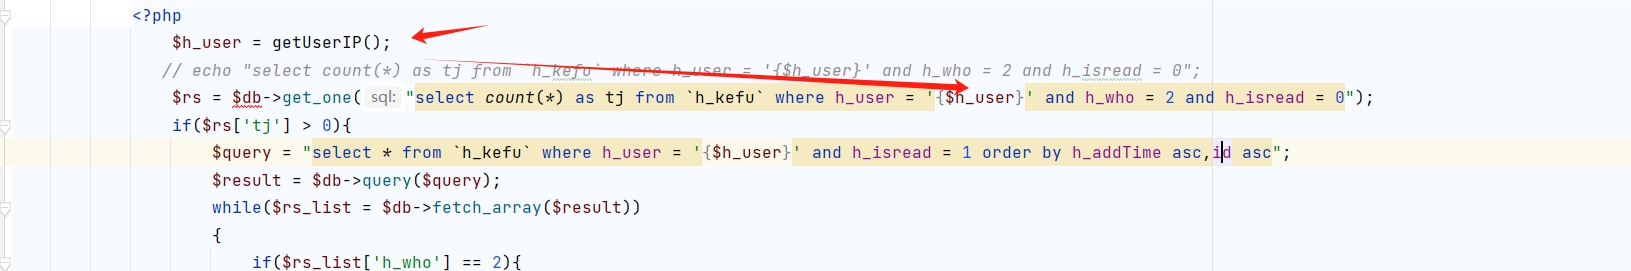 <?php
$h_user = getUserIP();
// echo "select count(*) as tj from `h_kefu` where h_user = '{$h_user}' and h_who = 2 and h_isread = 0";
$rs = $db->get_one( sql: "select count(*) as tj from `h_kefu` where h_user = '{$h_user}' and h_who = 2 and h_isread = 0");
if($rs['tj'] > 0){
$query = "select * from `h_kefu` where h_user = '{$h_user}' and h_isread = 1 order by h_addTime asc,id asc";
$result = $db->query($query);
while($rs_list = $db->fetch_array($result))
{
if($rs_list['h_who'] == 2){